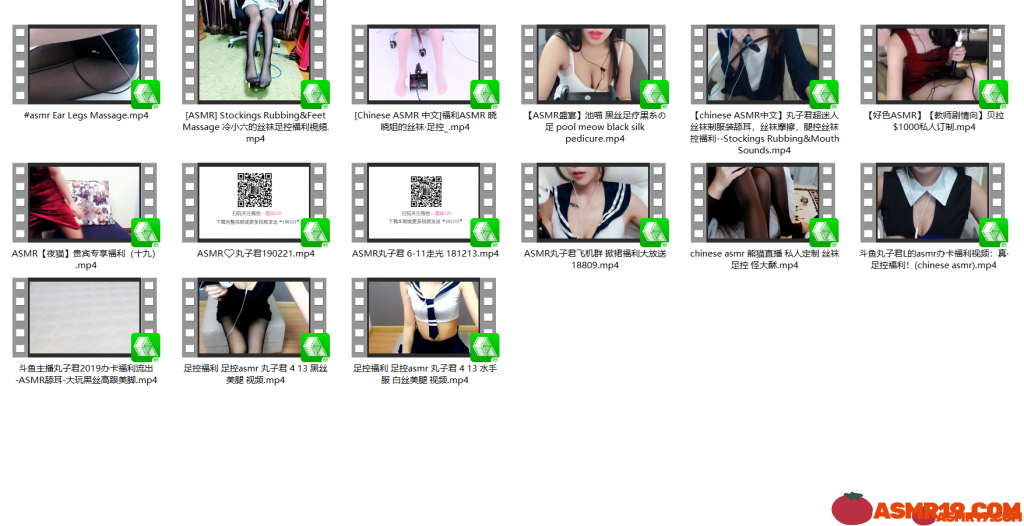 #asmr Ear Legs Massage.mp4
[ASMR] Stockings Rubbing&Feet
Massage 冷小六的丝袜足控福利视频.
mp4
[Chinese ASMR 中文]福利ASMR 晓
晓姐的丝袜·足控_.mp4
【ASMR盛宴】池喵 黑丝足疗黒糸の
足 pool meow black silk
pedicure.mp4
【chinese ASMR中文】丸子君超迷人
丝袜制服装舔耳，丝袜摩擦，腿控丝袜
控福利--Stockings Rubbing&Mouth
Sounds.mp4
【好色ASMR】【教师剧情向】贝拉
$1000私人订制.mp4
ASMR【夜猫】贵宾专享福利（十九）
.mp4
ASMR♡丸子君190221.mp4
ASMR丸子君 6-11走光 181213.mp4
ASMR丸子君飞机群 掀裙福利大放送
18809.mp4
chinese asmr 熊猫直播 私人定制 丝袜
足控 怪大酥.mp4
斗鱼丸子君L的asmr办卡福利视频：真·
足控福利！(chinese asmr).mp4
斗鱼主播丸子君2019办卡福利流出
-ASMR舔耳-大玩黑丝高跟美脚.mp4
足控福利 足控asmr 丸子君 4 13 黑丝
美腿 视频.mp4
足控福利 足控asmr 丸子君 4 13 水手
服 白丝美腿 视频.mp4
ASMR19.COM